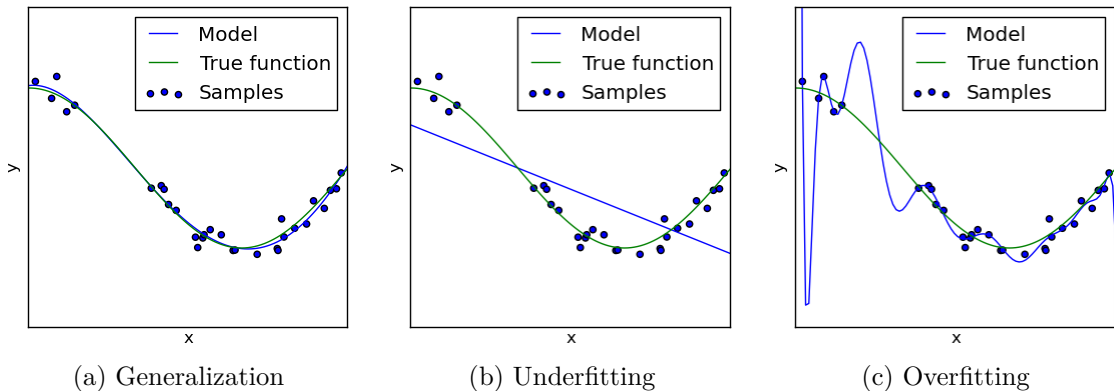 Model
True function
Samples
y
x
(a) Generalization
Model
True function
Samples
y
x
(b) Underfitting
Model
True function
Samples
y
x
(c) Overfitting